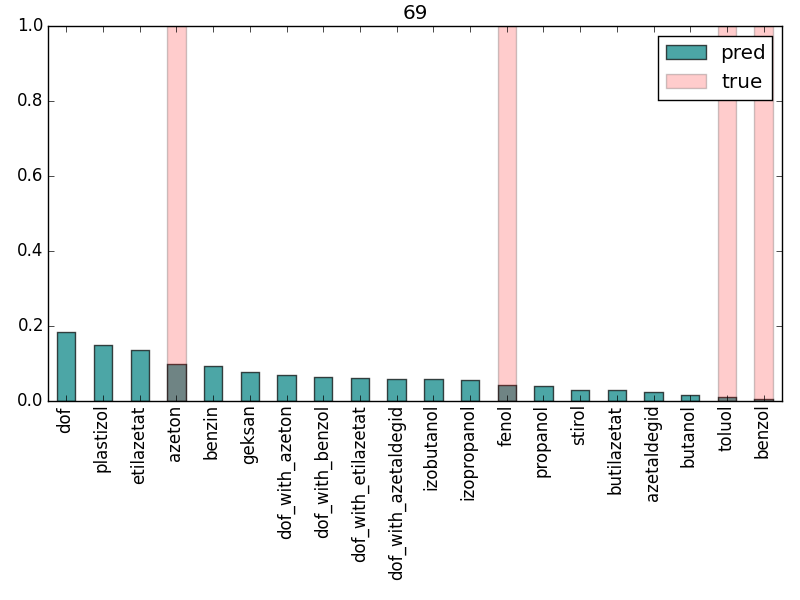 69
1.0
0.8
0.6
0.4
0.2
0.0
pred
true
dof
plastizol
etilazetat
azeton
benzin
geksan
dof_with_azeton
dof_with_benzol
dof_with_etilazetat
dof_with_azetaldegid
izobutanol
izopropanol
fenol
propanol
stirol
butilazetat
azetaldegid
butanol
toluol
benzol